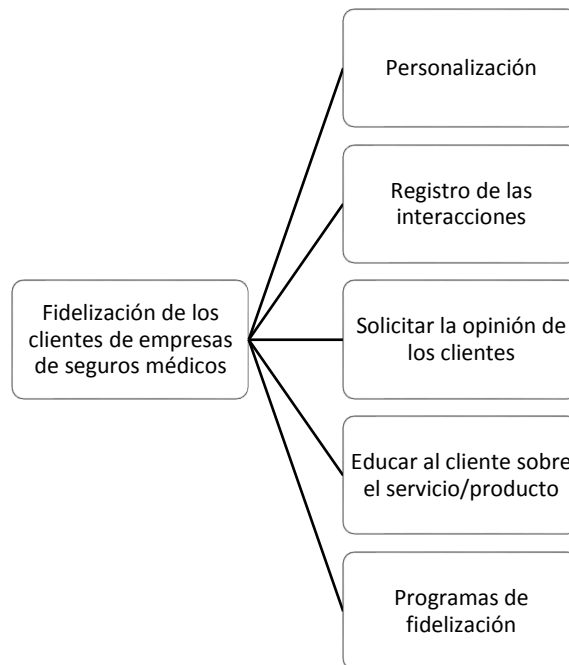 Personalización
Registro de las
interacciones
Fidelización de los
clientes de empresas
de seguros médicos
Solicitar la opinión de
los clientes
Educar al cliente sobre
el servicio/producto
Programas de
fidelización